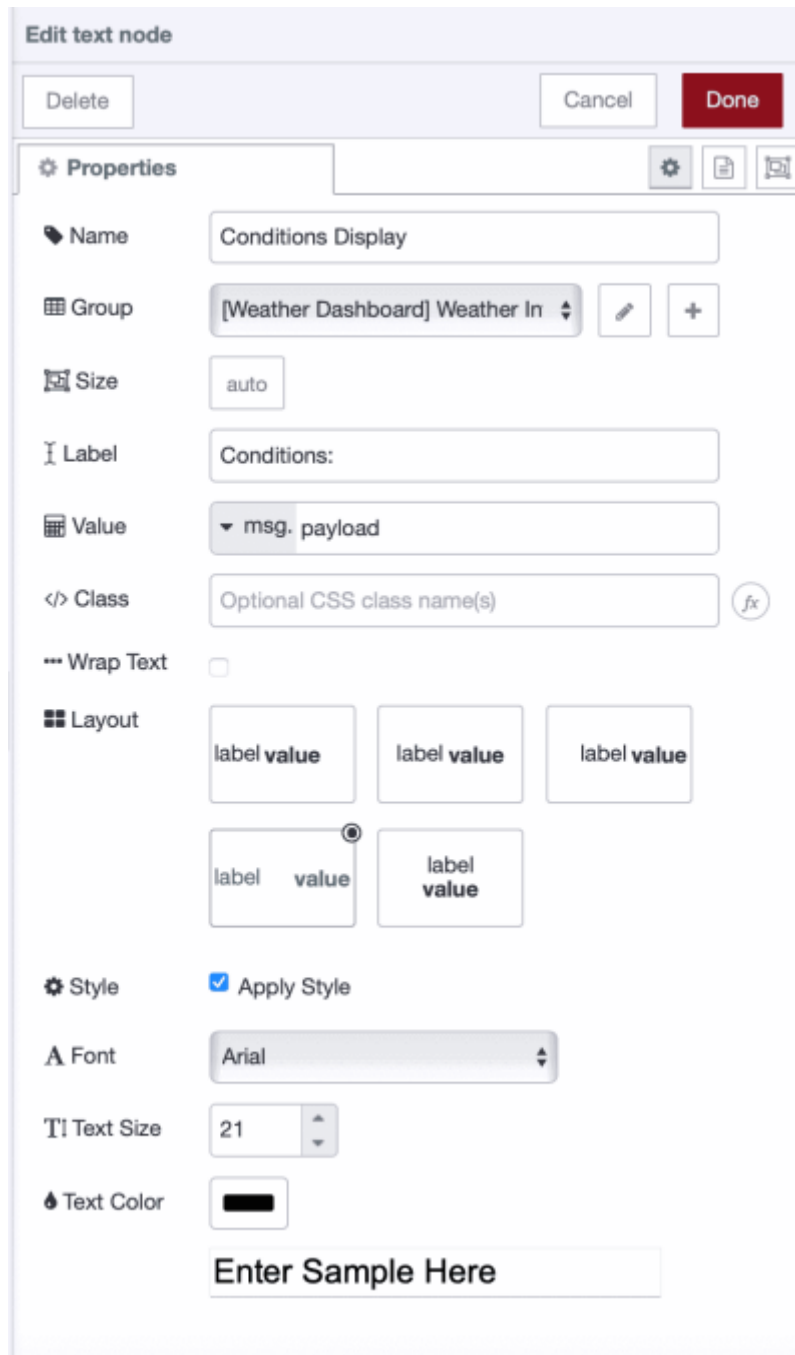 Edit text node
Delete Cancel Done
Properties
Name Conditions Display
Group [Weather Dashboard] Weather In
Size auto
Label Conditions:
Value msg. payload
</> Class Optional CSS class name(s) fx
Wrap Text
Layout
label value label value label value
label value label
value
Style Apply Style
A Font Arial
Text Size 21
Text Color
Enter Sample Here